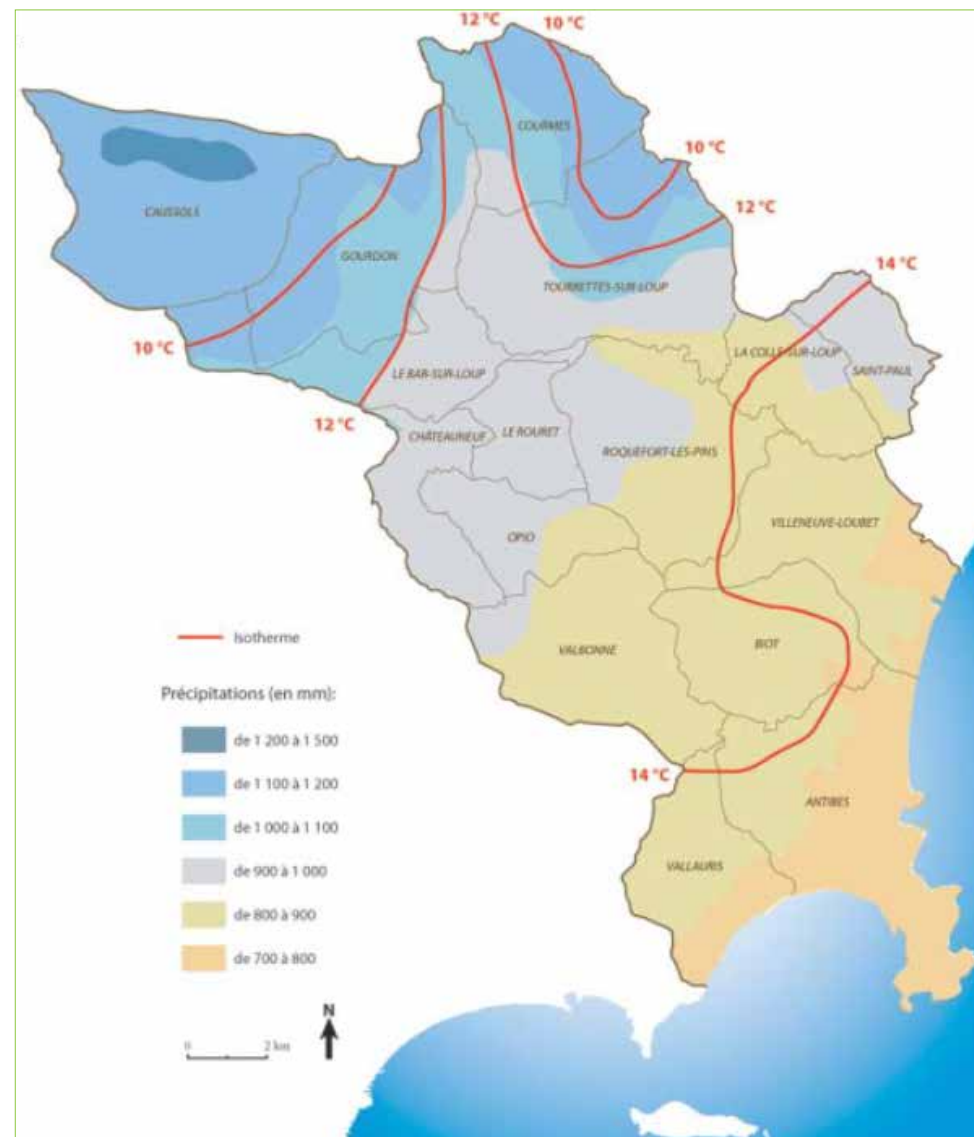 12 °C
10 °C
COURMES
10 °C
CAUSSOLS
12 °C
GOURDON
14 °C
TOURRETTES-SUR-LOUP
10 °C
LA COLLE-SUR-LOUP
LE BAR-SUR-LOUP
SAINT-PAUL
12 °C
CHÂTEAUNEUF
LE ROURET
ROQUEFORT-LES-PINS
VILLENEUVE-LOUBET
OPIO
Isotherme
VALBONNE
BIOT
Précipitations (en mm):
de 1 200 à 1 500
14 °C
de 1 100 à 1 200
ANTIBES
de 1 000 à 1 100
VALLAURIS
de 900 à 1 000
de 800 à 900
de 700 à 800
N
0
2 km